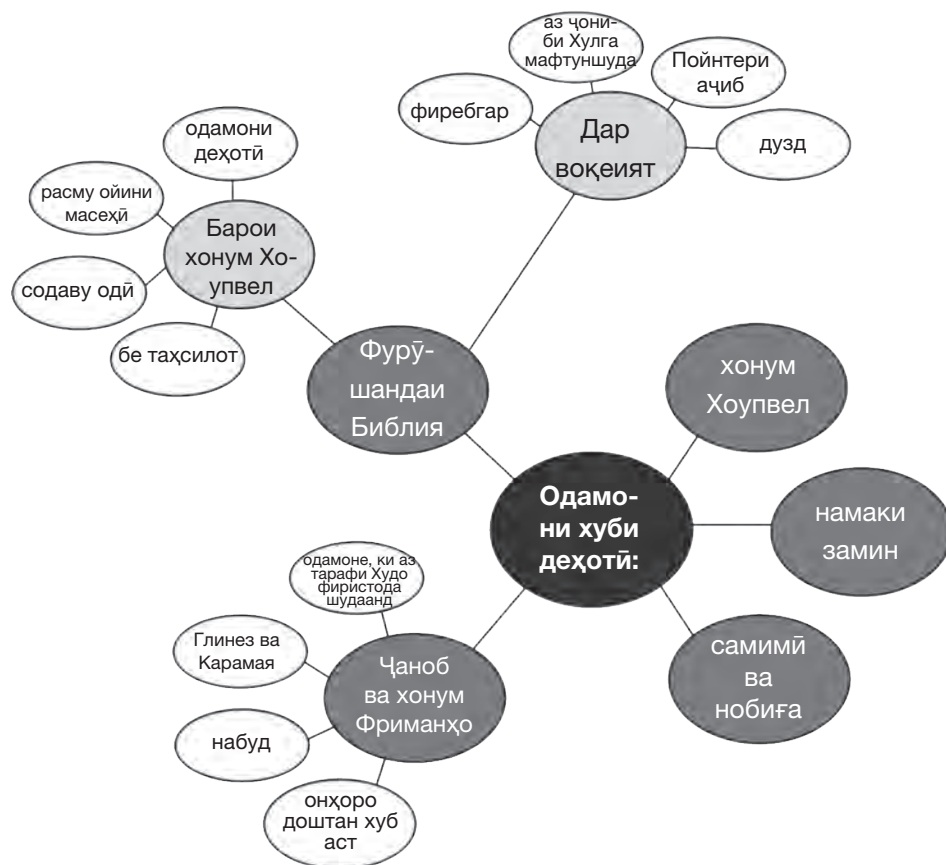 аз ҷони-
би Хулга
мафтуншуда
Пойнтери
аҷиб
фиребгар
Дар
воқеият
дузд
одамони
деҳотӣ
расму ойини
масеҳӣ
Барои
хонум Хо-
упвел
содаву одӣ
бе таҳсилот
Фурӯ-
шандаи
Библия
хонум
Хоупвел
Одамо-
ни хуби
деҳотӣ:
намаки
замин
самимӣ
ва
нобиға
одамоне, ки аз
тарафи Худо
фиристода
шудаанд
Глинез ва
Карамая
Ҷаноб
ва хонум
Фриманҳо
набуд
онҳоро
доштан хуб
аст